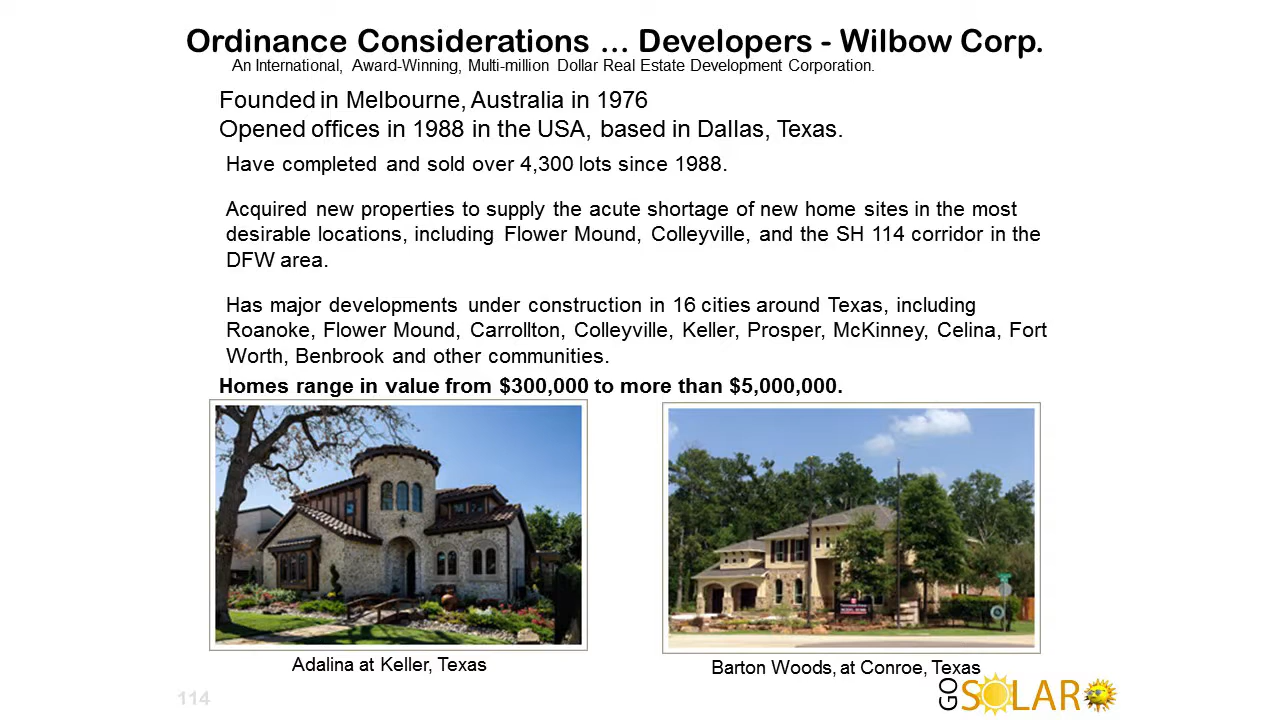 Ordinance Considerations ... Developers - Wilbow Corp.
An International, Award-Winning, Multi-million Dollar Real Estate Development Corporation.
Founded in Melbourne, Australia in 1976
Opened offices in 1988 in the USA, based in Dallas, Texas.
Have completed and sold over 4,300 lots since 1988.
Acquired new properties to supply the acute shortage of new home sites in the most
desirable locations, including Flower Mound, Colleyville, and the SH 114 corridor in the
DFW area.
Has major developments under construction in 16 cities around Texas, including
Roanoke, Flower Mound, Carrollton, Colleyville, Keller, Prosper, McKinney, Celina, Fort
Worth, Benbrook and other communities.
Homes range in value from $300,000 to more than $5,000,000.
Adalina at Keller, Texas
Barton Woods, at Conroe, Texas
114
GO SOLAR